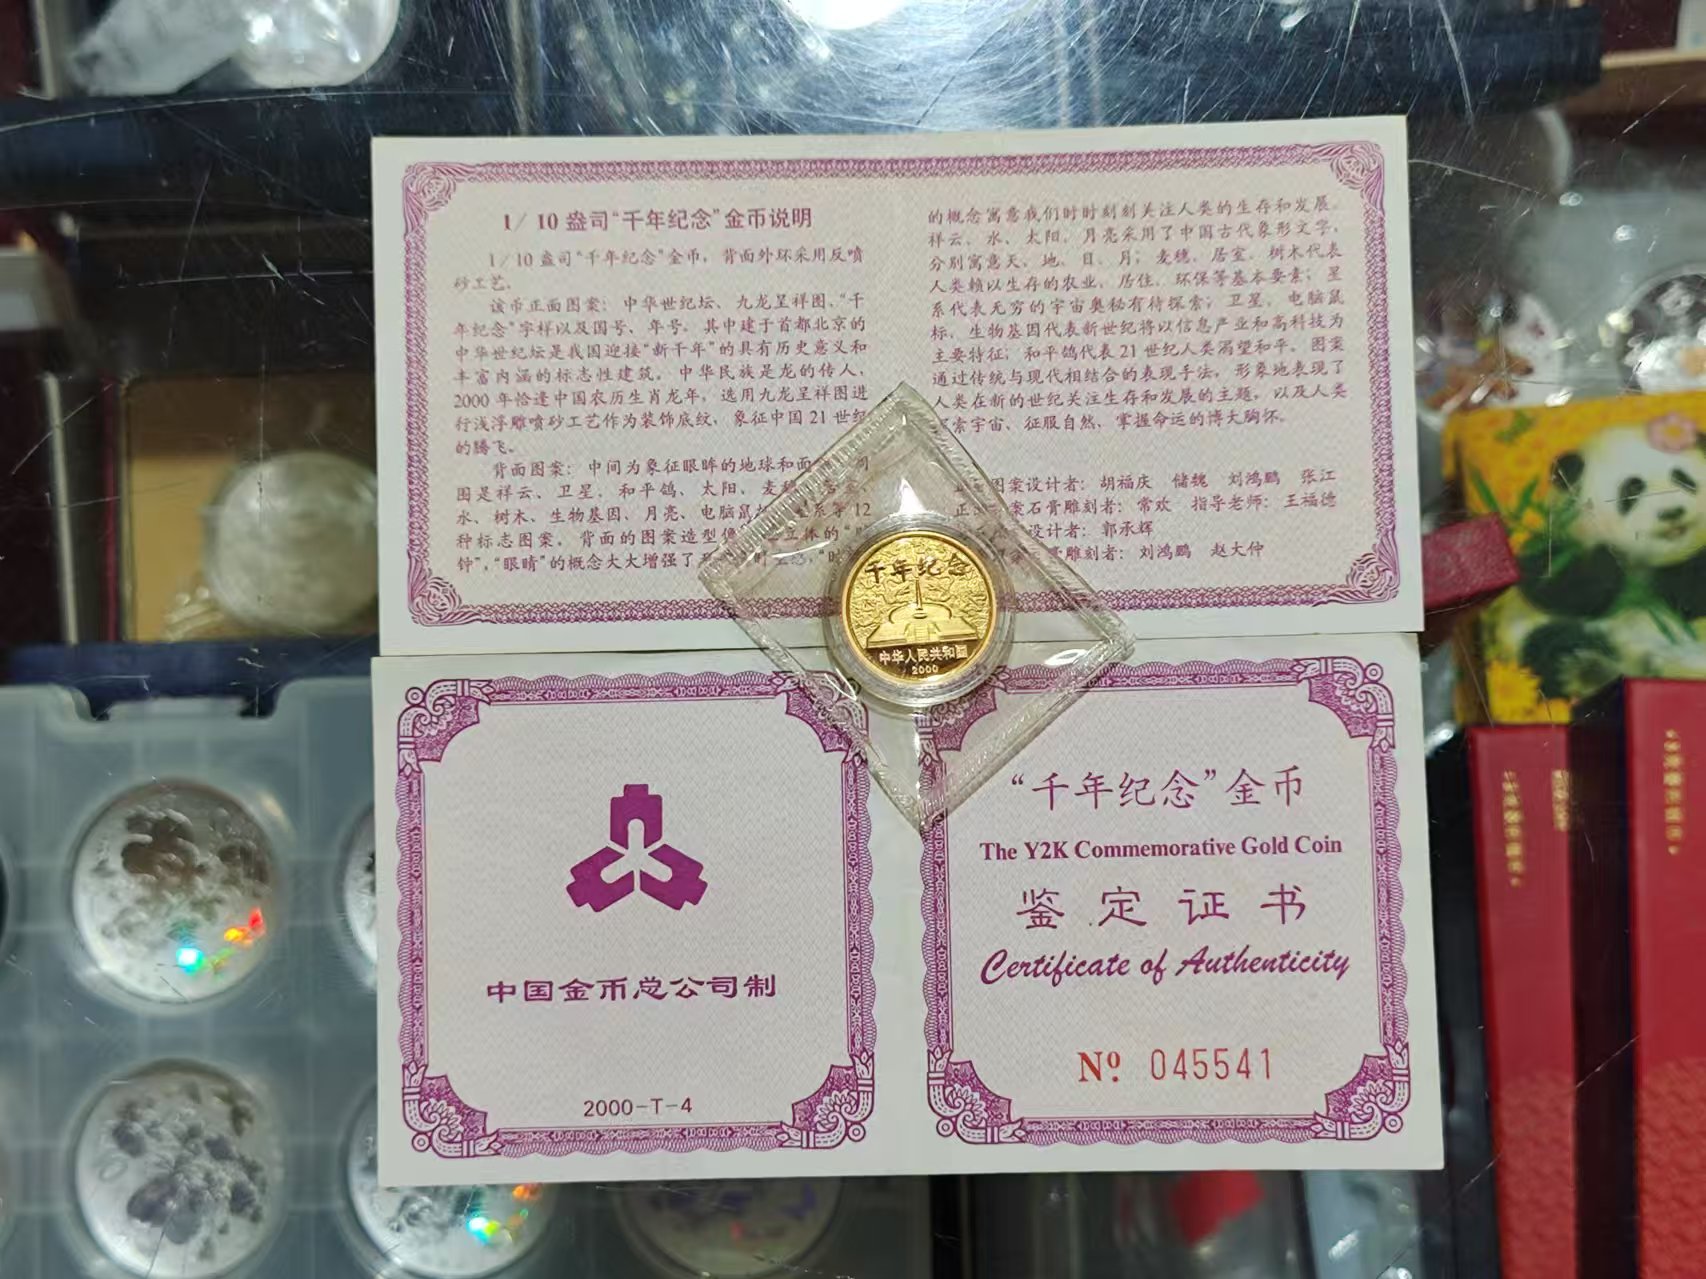 1/10 盎司“千年纪念”金币说明
1/10 盎司“千年纪念”金币，背面外环采用反喷
砂工艺。
该币正面图案：中华世纪坛、九龙呈祥图、“千
年纪念”字样以及国号、年号。其中建于首都北京的
中华世纪坛是我国迎接“新千年”的具有历史意义和
丰富内涵的标志性建筑。中华民族是龙的传人，
2000 年恰逢中国农历生肖龙年，选用九龙呈祥图进
行浅浮雕喷砂工艺作为装饰底纹，象征中国 21 世纪
的腾飞。
背面图案：中间为象征眼眸的地球和面
围是祥云、卫星、和平鸽、太阳、麦穗
水、树木、生物基因、月亮、电脑鼠标 系等 12
种标志图案。背面的图案造型像 立体的“时
钟”，“眼睛”的概念大大增强了
的概念寓意我们时时刻刻关注人类的生存和发展。
祥云、水、太阳、月亮采用了中国古代象形文字，
分别寓意天、地、日、月；麦穗、居室、树木代表
人类赖以生存的农业、居住、环保等基本要素；星
系代表无穷的宇宙奥秘有待探索；卫星、电脑鼠
标、生物基因代表新世纪将以信息产业和高科技为
主要特征；和平鸽代表 21 世纪人类渴望和平。图案
通过传统与现代相结合的表现手法，形象地表现了
人类在新的世纪关注生存和发展的主题，以及人类
索宇宙、征服自然、掌握命运的博大胸怀。
图案设计者：胡福庆 储槐 刘鸿鹏 张江
正 案石膏雕刻者：常欢 指导老师：王福德
设计者：郭承辉
膏雕刻者：刘鸿鹏 赵大仲
千年纪念
中华人民共和国
2000
中国金币总公司制
2000-T-4
“千年纪念”金币
The Y2K Commemorative Gold Coin
鉴定证书
Certificate of Authenticity
Nº 045541